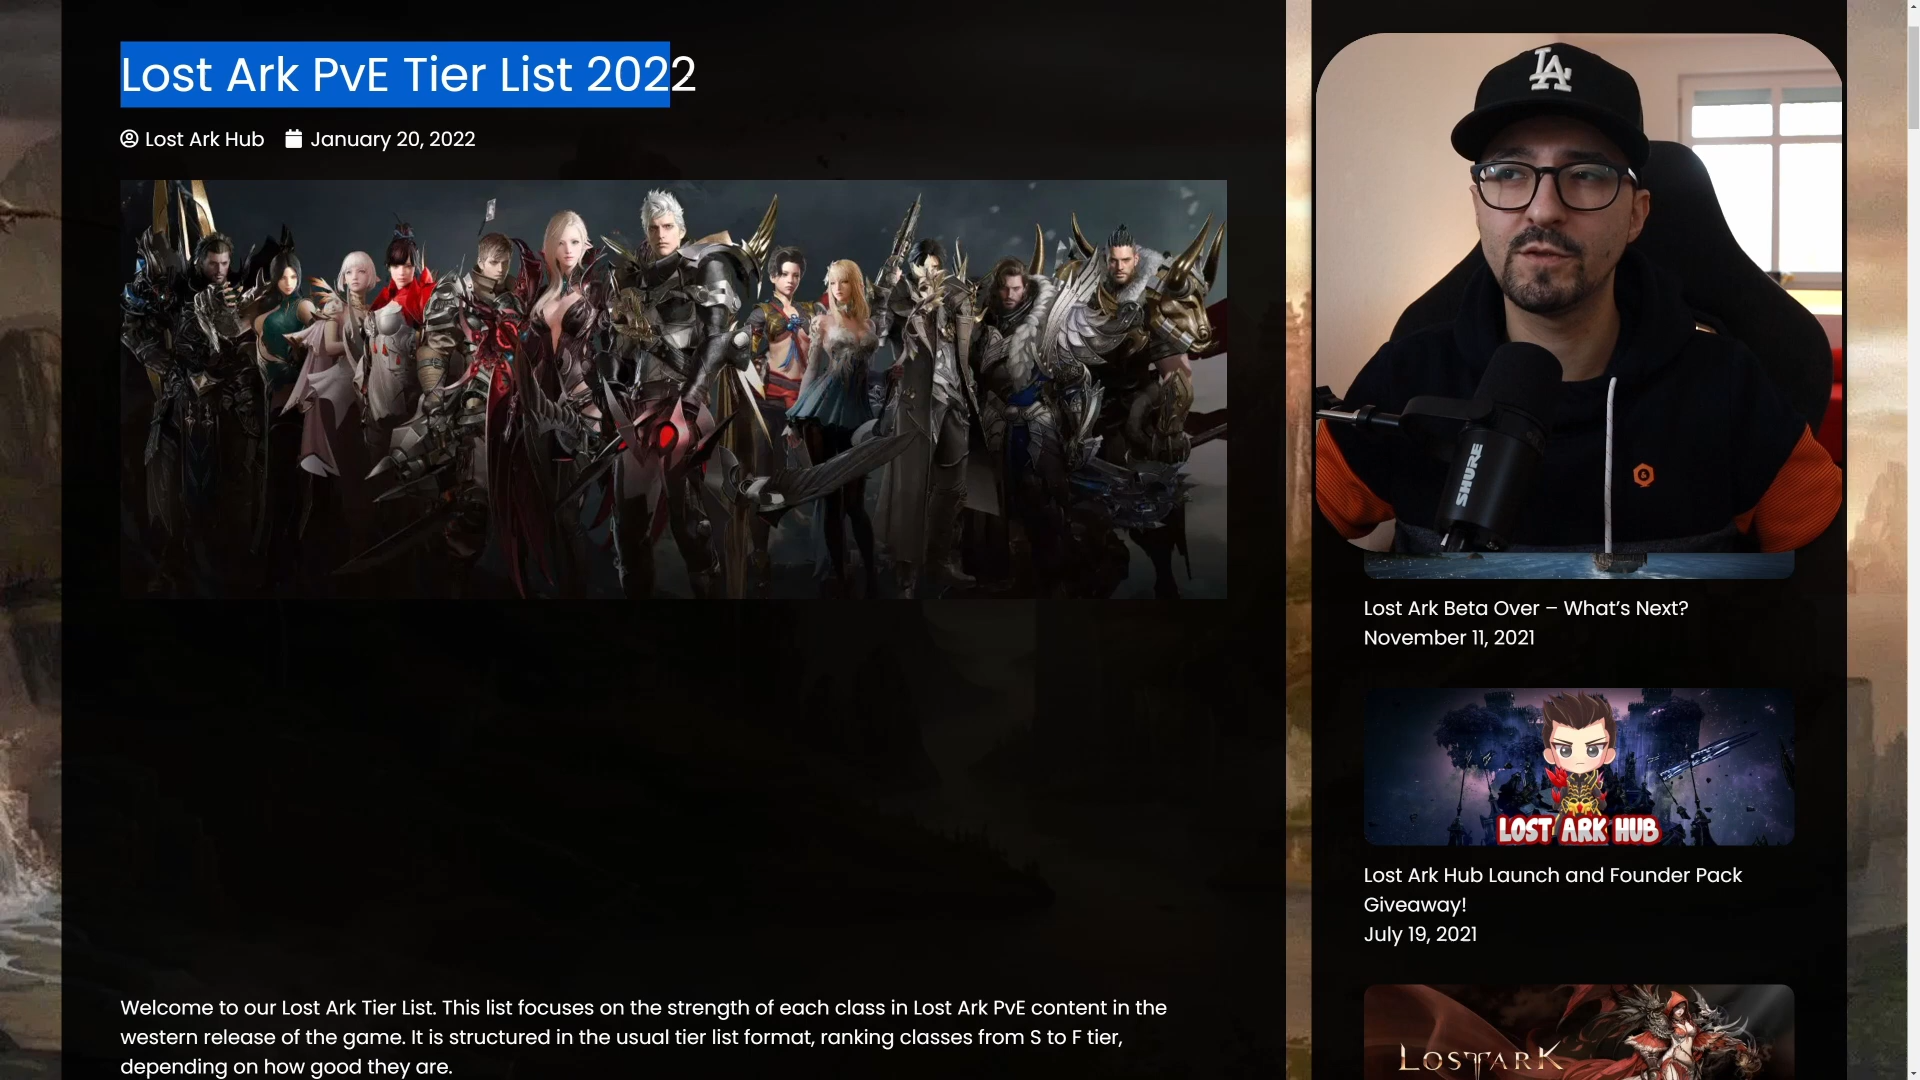 Lost Ark PvE Tier List 2022
Lost Ark Hub January 20, 2022
LA
SHURE
Lost Ark Beta Over – What's Next?
November 11, 2021
LOST ARK HUB
Lost Ark Hub Launch and Founder Pack
Giveaway!
July 19, 2021
LOST ARK
Welcome to our Lost Ark Tier List. This list focuses on the strength of each class in Lost Ark PvE content in the
western release of the game. It is structured in the usual tier list format, ranking classes from S to F tier,
depending on how good they are.